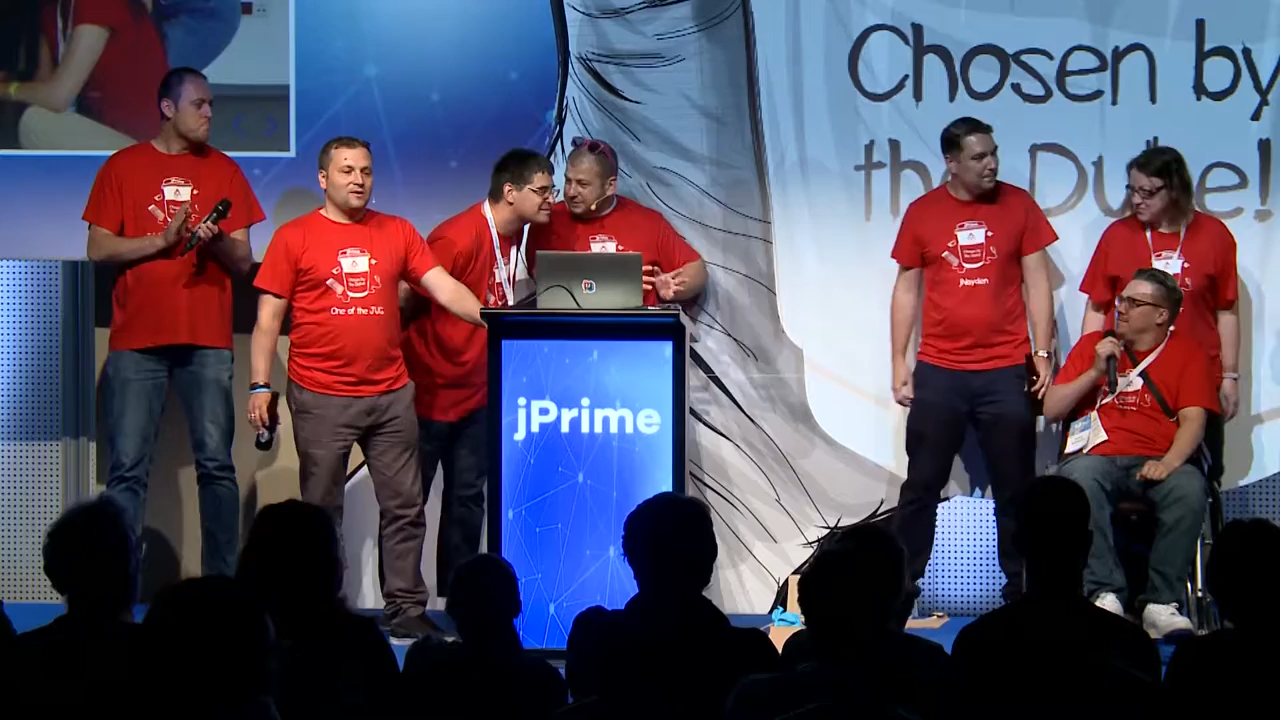 Chosen by
the Duke!
One of the JUG
jNayden
jPrime